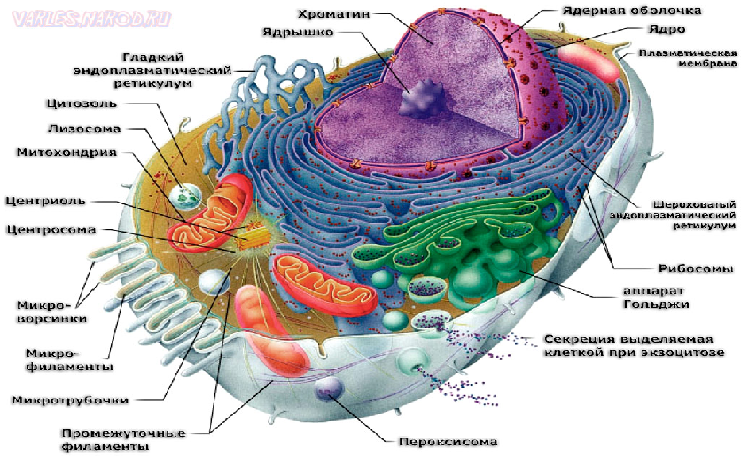 VARLES.NAROD.RU
Хроматин
Ядрышко
Ядерная оболочка
Ядро
Плазматическая
мембрана
Гладкий
эндоплазматический
ретикулум
Цитозоль
Лизосома
Митохондрия
Центриоль
Центросома
Микро-
ворсинки
Микро-
филаменты
Микротрубочки
Промежуточные
филаменты
Шероховатый
эндоплазматический
ретикулум
Рибосомы
аппарат
Гольджи
Секреция выделяемая
клеткой при экзоцитозе
Пероксисома